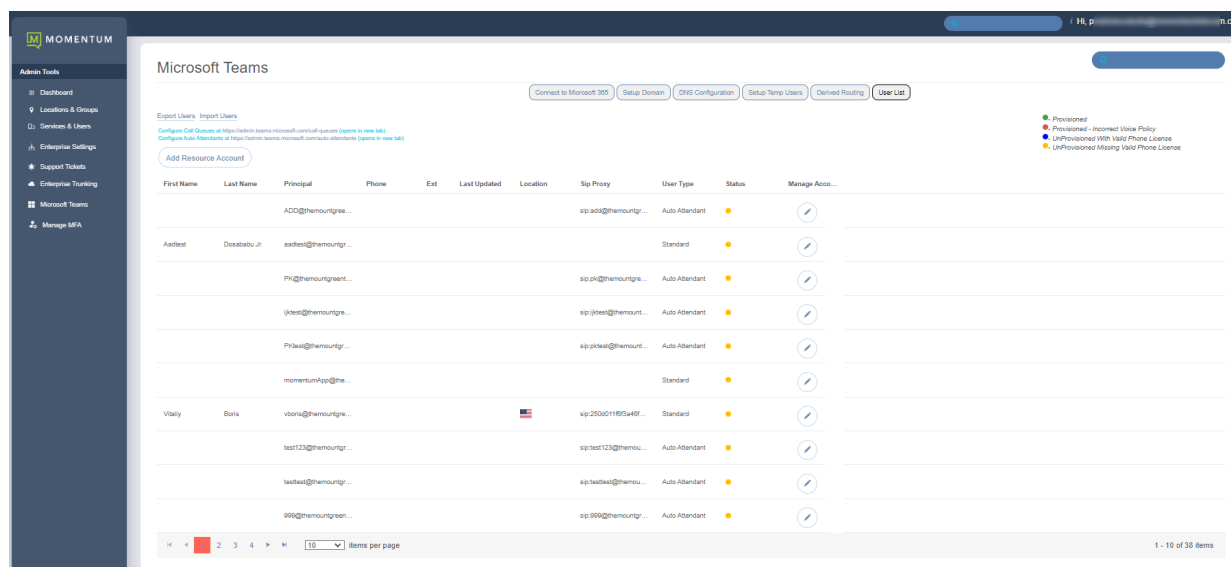 MOMENTUM
Hi, p
Admin Tools
Dashboard
Locations & Groups
Services & Users
Enterprise Settings
Support Tickets
Enterprise Trunking
Microsoft Teams
Manage MFA
Microsoft Teams
Connect to Microsoft 365 Setup Domain DNS Configuration Setup Temp Users Derived Routing User List
Export Users Import Users
Configure Call Queues at https://admin.teams.microsoft.com/call-queues (opens in new tab)
Configure Auto Attendants at https://admin.teams.microsoft.com/auto-attendants (opens in new tab)
- Provisioned
- Provisioned - Incorrect Voice Policy
- UnProvisioned With Vaild Phone License
- UnProvisioned Missing Vaild Phone License
Add Resource Account
First Name Last Name Principal Phone Ext Last Updated Location Sip Proxy User Type Status Manage Acco...
ADD@themountgree... sip:add@themountgr... Auto Attendant
Aadtest Dosababu Jr. aadtest@themountgr... Standard
PK@themountgreent... sip:pk@themountgre... Auto Attendant
ijktest@themountgre... sip:ijktest@themount... Auto Attendant
PKtest@themountgr... sip:pktest@themount... Auto Attendant
momentumApp@the... Standard
Vitaliy Boris vboris@themountgre... Standard
test123@themountgr... sip:test123@themou... Auto Attendant
testtest@themountgr... sip:testtest@themou... Auto Attendant
999@themountgreen... sip:999@themountgr... Auto Attendant
2 3 4 10 items per page 1 - 10 of 38 items